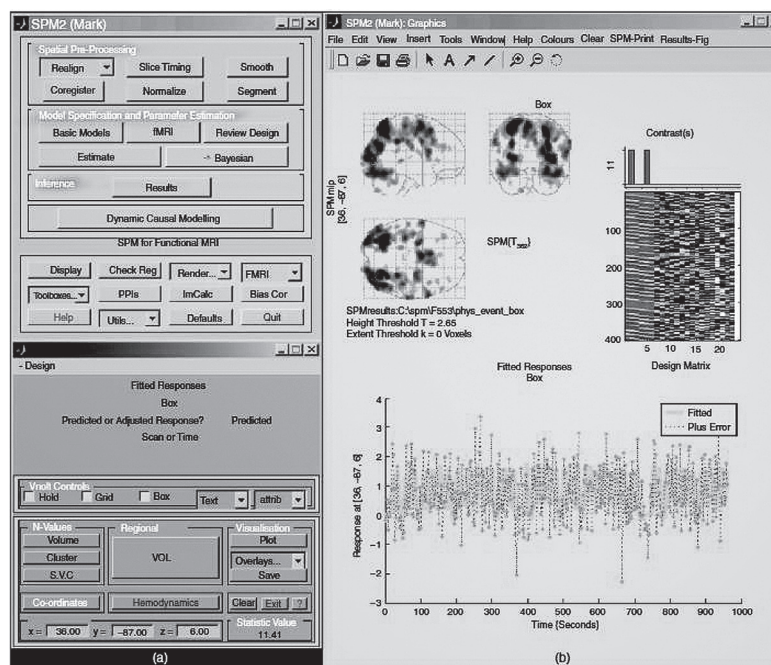 SPM2 (Mark)
Spatial Pre-Processing
Realign
Slice Timing
Smooth
Coregister
Normalize
Segment
Model Specification and Parameter Estimation
Basic Models
fMRI
Review Design
Estimate
-> Bayesian
Inference
Results
Dynamic Causal Modelling
SPM for Functional MRI
Display
Check Reg
Render...
FMRI
Toolboxes...
PPIs
ImCalc
Bias Cor
Help
Utils...
Defaults
Quit
- Design
Fitted Responses
Box
Predicted or Adjusted Response? Predicted
Scan or Time
Hold
Grid
Box
Text
attrib
N-Values
Volume
Cluster
S.V.C
Regional
VOL
Visualisation
Plot
Overlays...
Save
Co-ordinates
Hemodynamics
Clear
Exit
?
x = 36.00 y = -87.00 z = 6.00
Statistic Value
11.41
(a)
SPM2 (Mark): Graphics
File Edit View Insert Tools Window Help Colours Clear SPM-Print Results-Fig
SPM mip
[36, -87, 6]
Box
SPM{T362}
SPMresults:C:\spm\F553\phys_event_box
Height Threshold T = 2.65
Extent Threshold k = 0 Voxels
Contrast(s)
11
100
200
300
400
5 10 15 20
Design Matrix
Fitted Responses
Box
Fitted
Plus Error
Response at [36, -87, 6]
4
3
2
1
0
-1
-2
-3
0 100 200 300 400 500 600 700 800 900 1000
Time {Seconds}
(b)